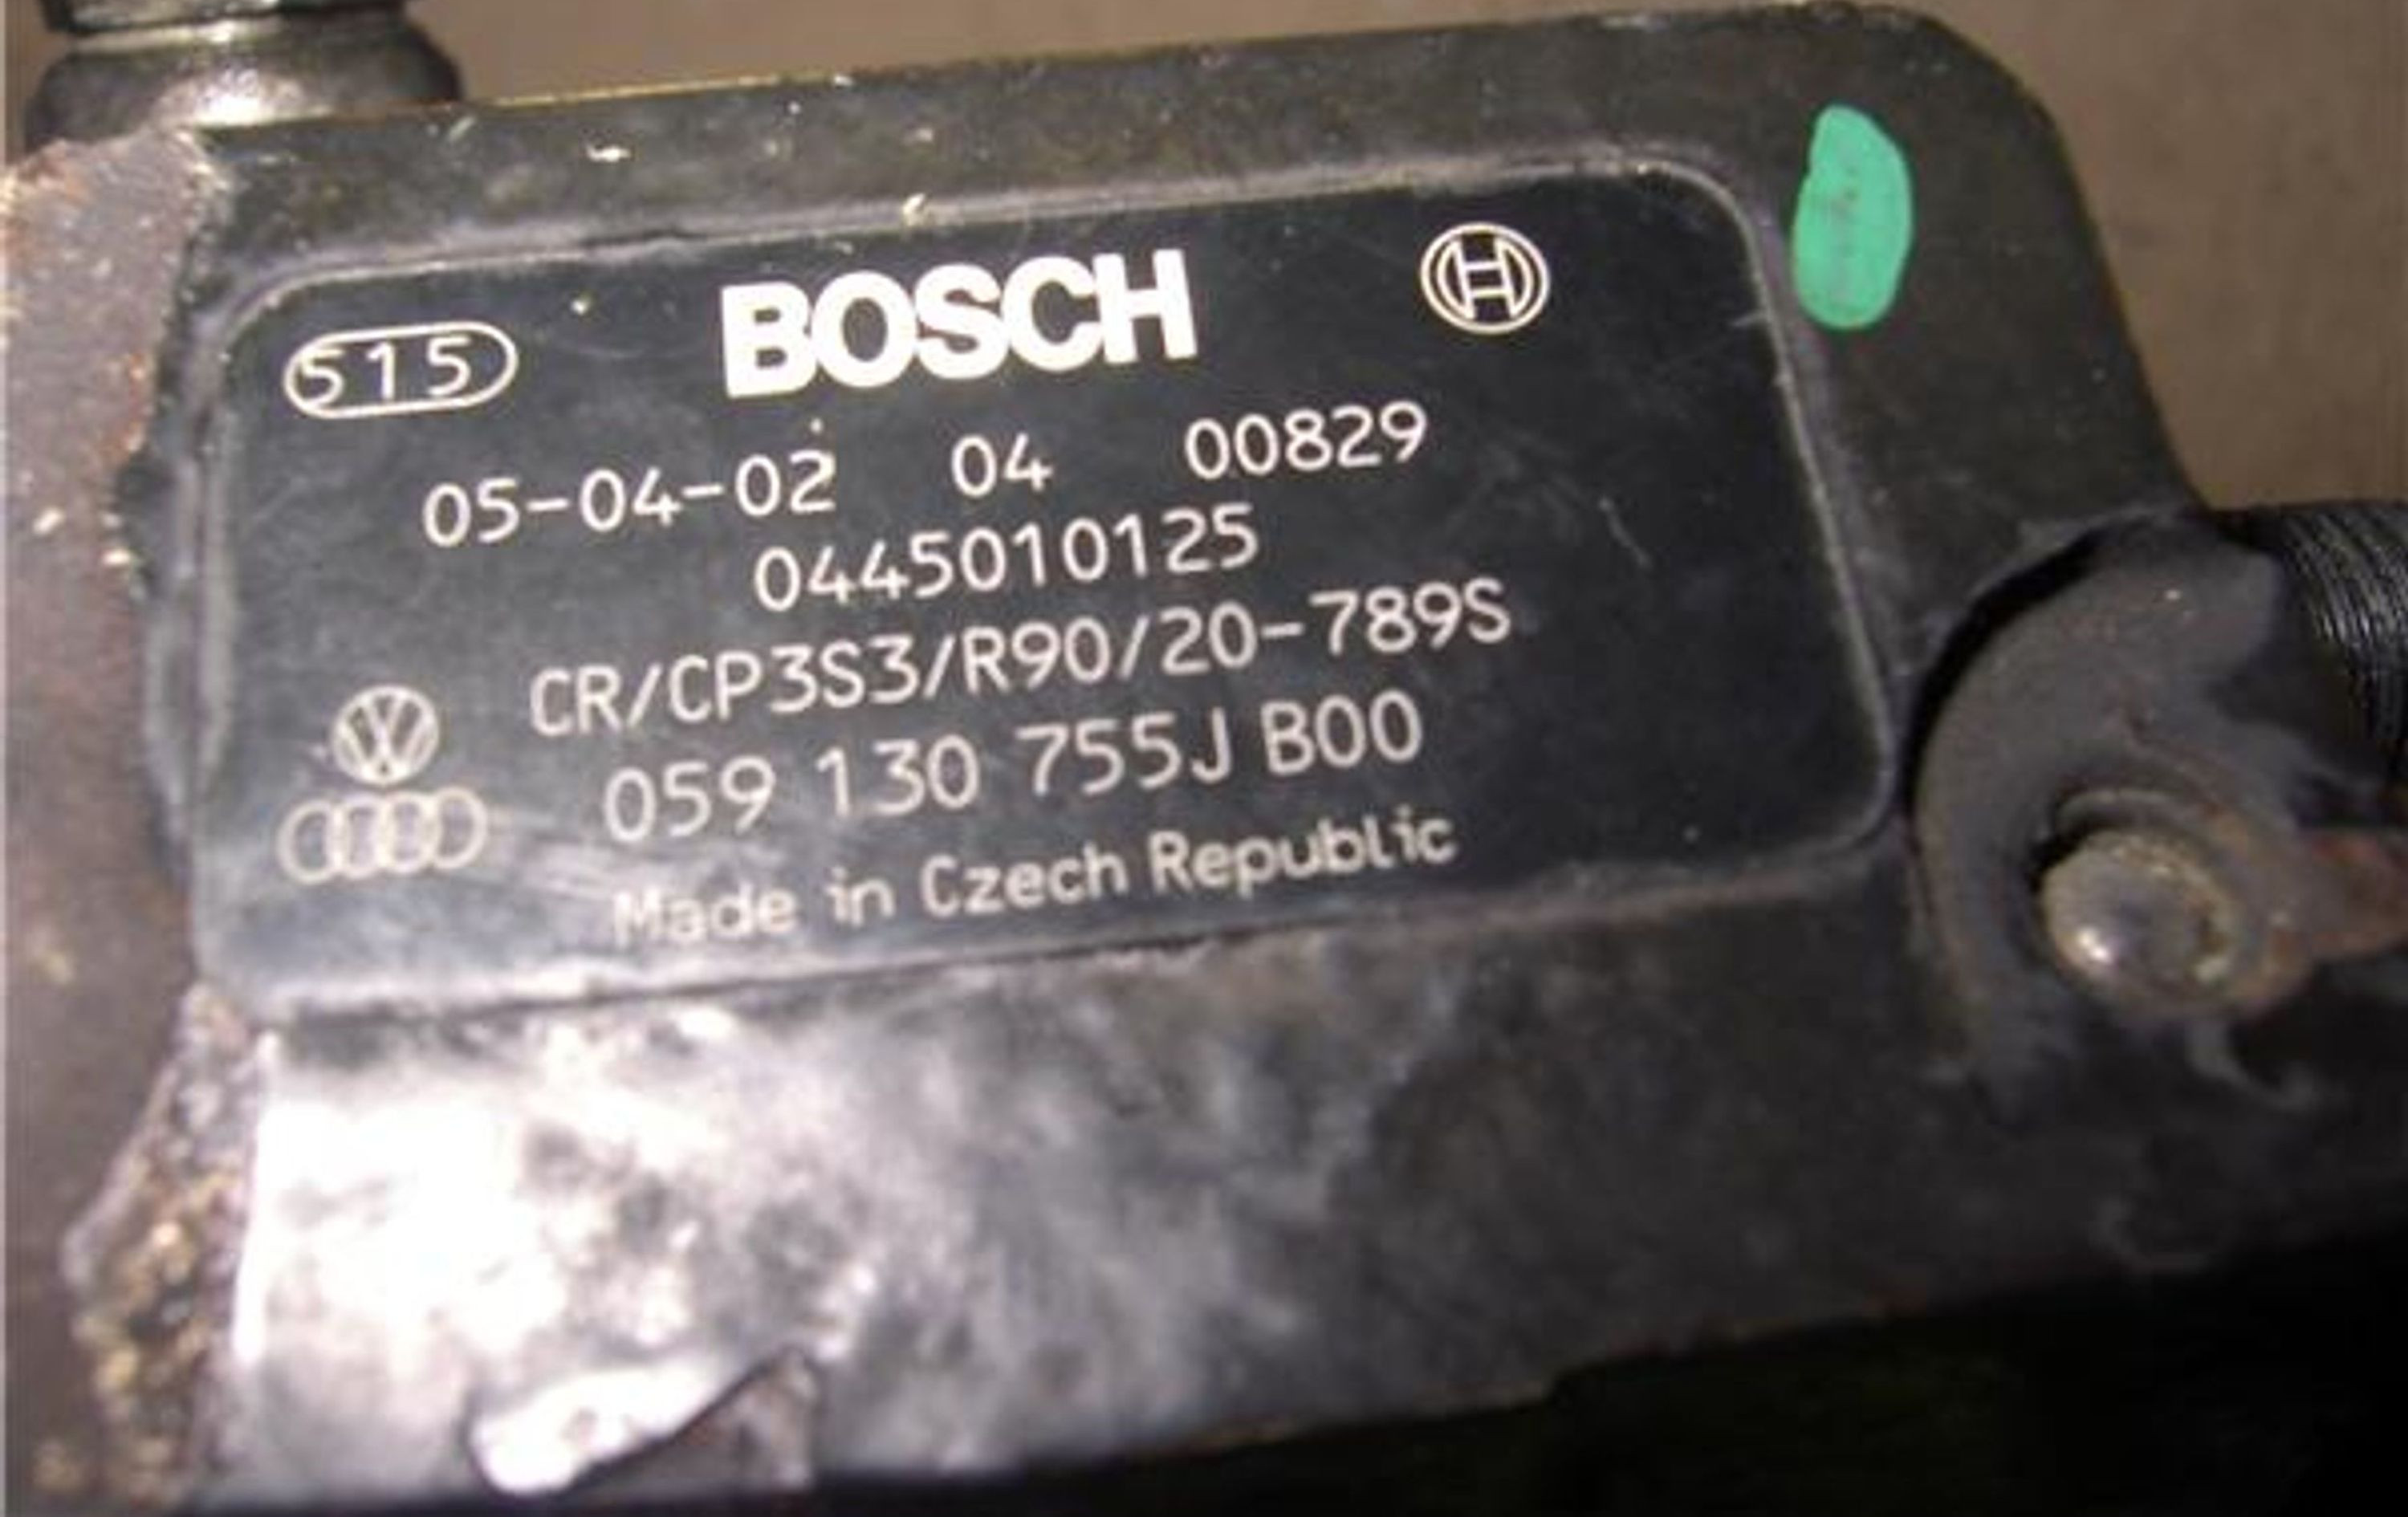 515 BOSCH
05-04-02 04 00829
0445010125
CR/CP3S3/R90/20-789S
059 130 755J B00
Made in Czech Republic